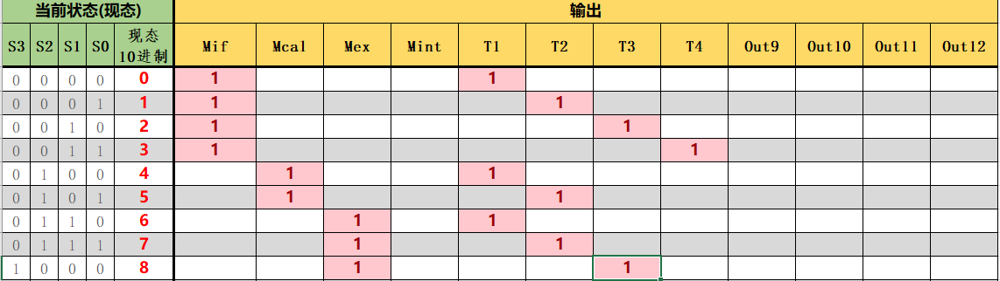 当前状态(现态) 输出
S3 S2 S1 S0 现态 10进制 Mif Mcal Mex Mint T1 T2 T3 T4 Out9 Out10 Out11 Out12
0 0 0 0 0 1 1
0 0 0 1 1 1 1
0 0 1 0 2 1 1
0 0 1 1 3 1 1
0 1 0 0 4 1 1
0 1 0 1 5 1 1
0 1 1 0 6 1 1
0 1 1 1 7 1 1
1 0 0 0 8 1 1